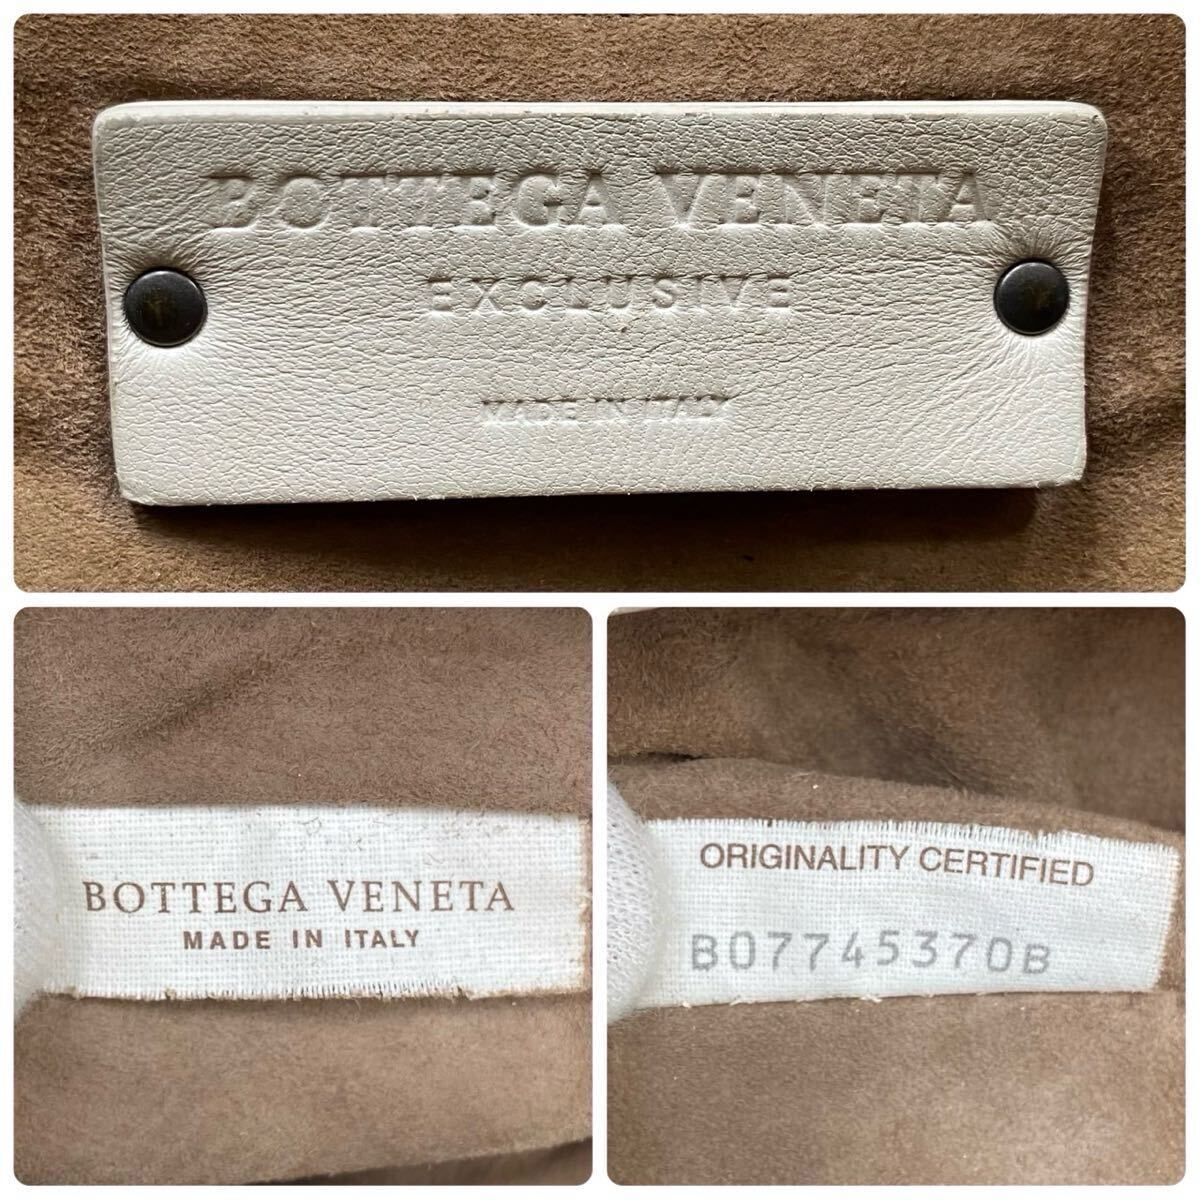 BOTTEGA VENETA
EXCLUSIVE
MADE IN ITALY
BOTTEGA VENETA
MADE IN ITALY
ORIGINALITY CERTIFIED
B07745370B